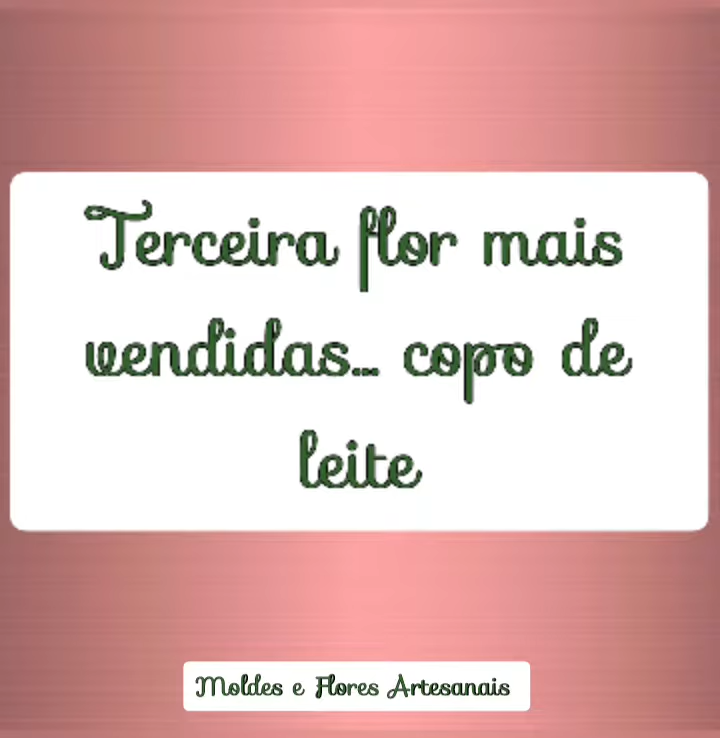 Terceira flor mais
vendidas... copo de
leite
Moldes e Flores Artesanais